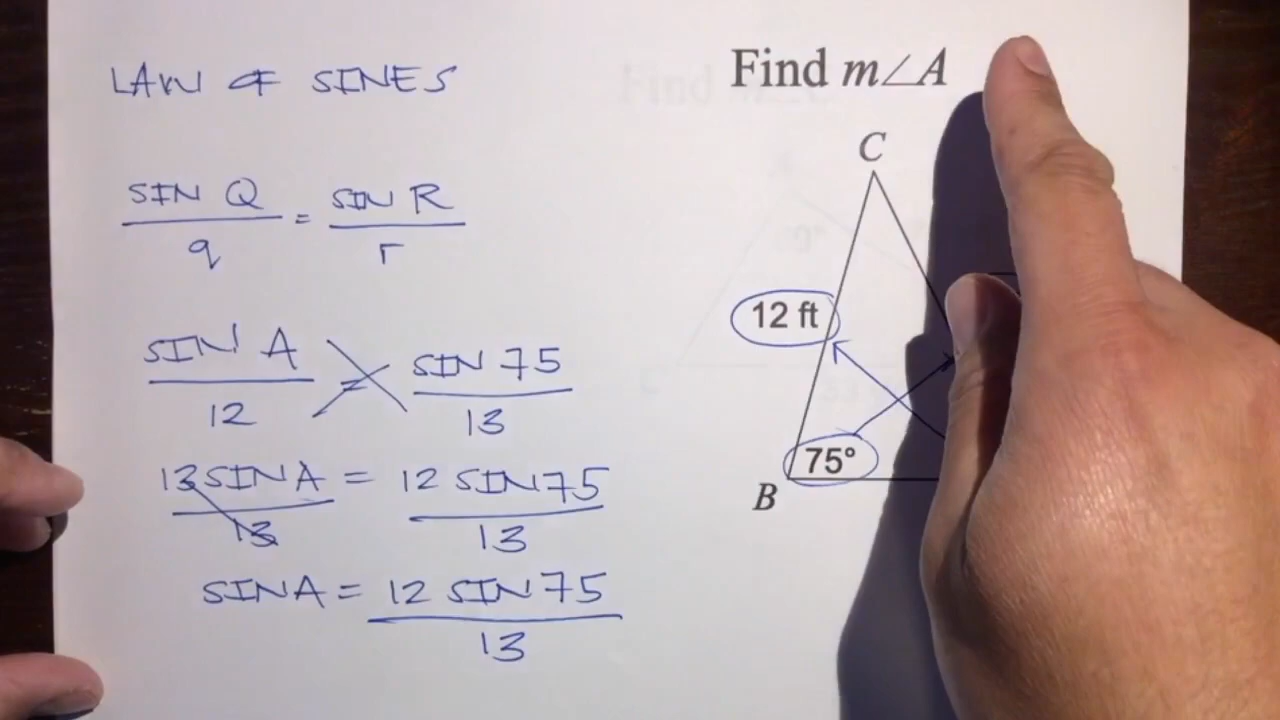 LAW OF SINES
SIN Q / q = SIN R / r
SIN A / 12 = SIN 75 / 13
13 SIN A / 13 = 12 SIN 75 / 13
SIN A = 12 SIN 75 / 13
Find m∠A
C
12 ft
75°
B